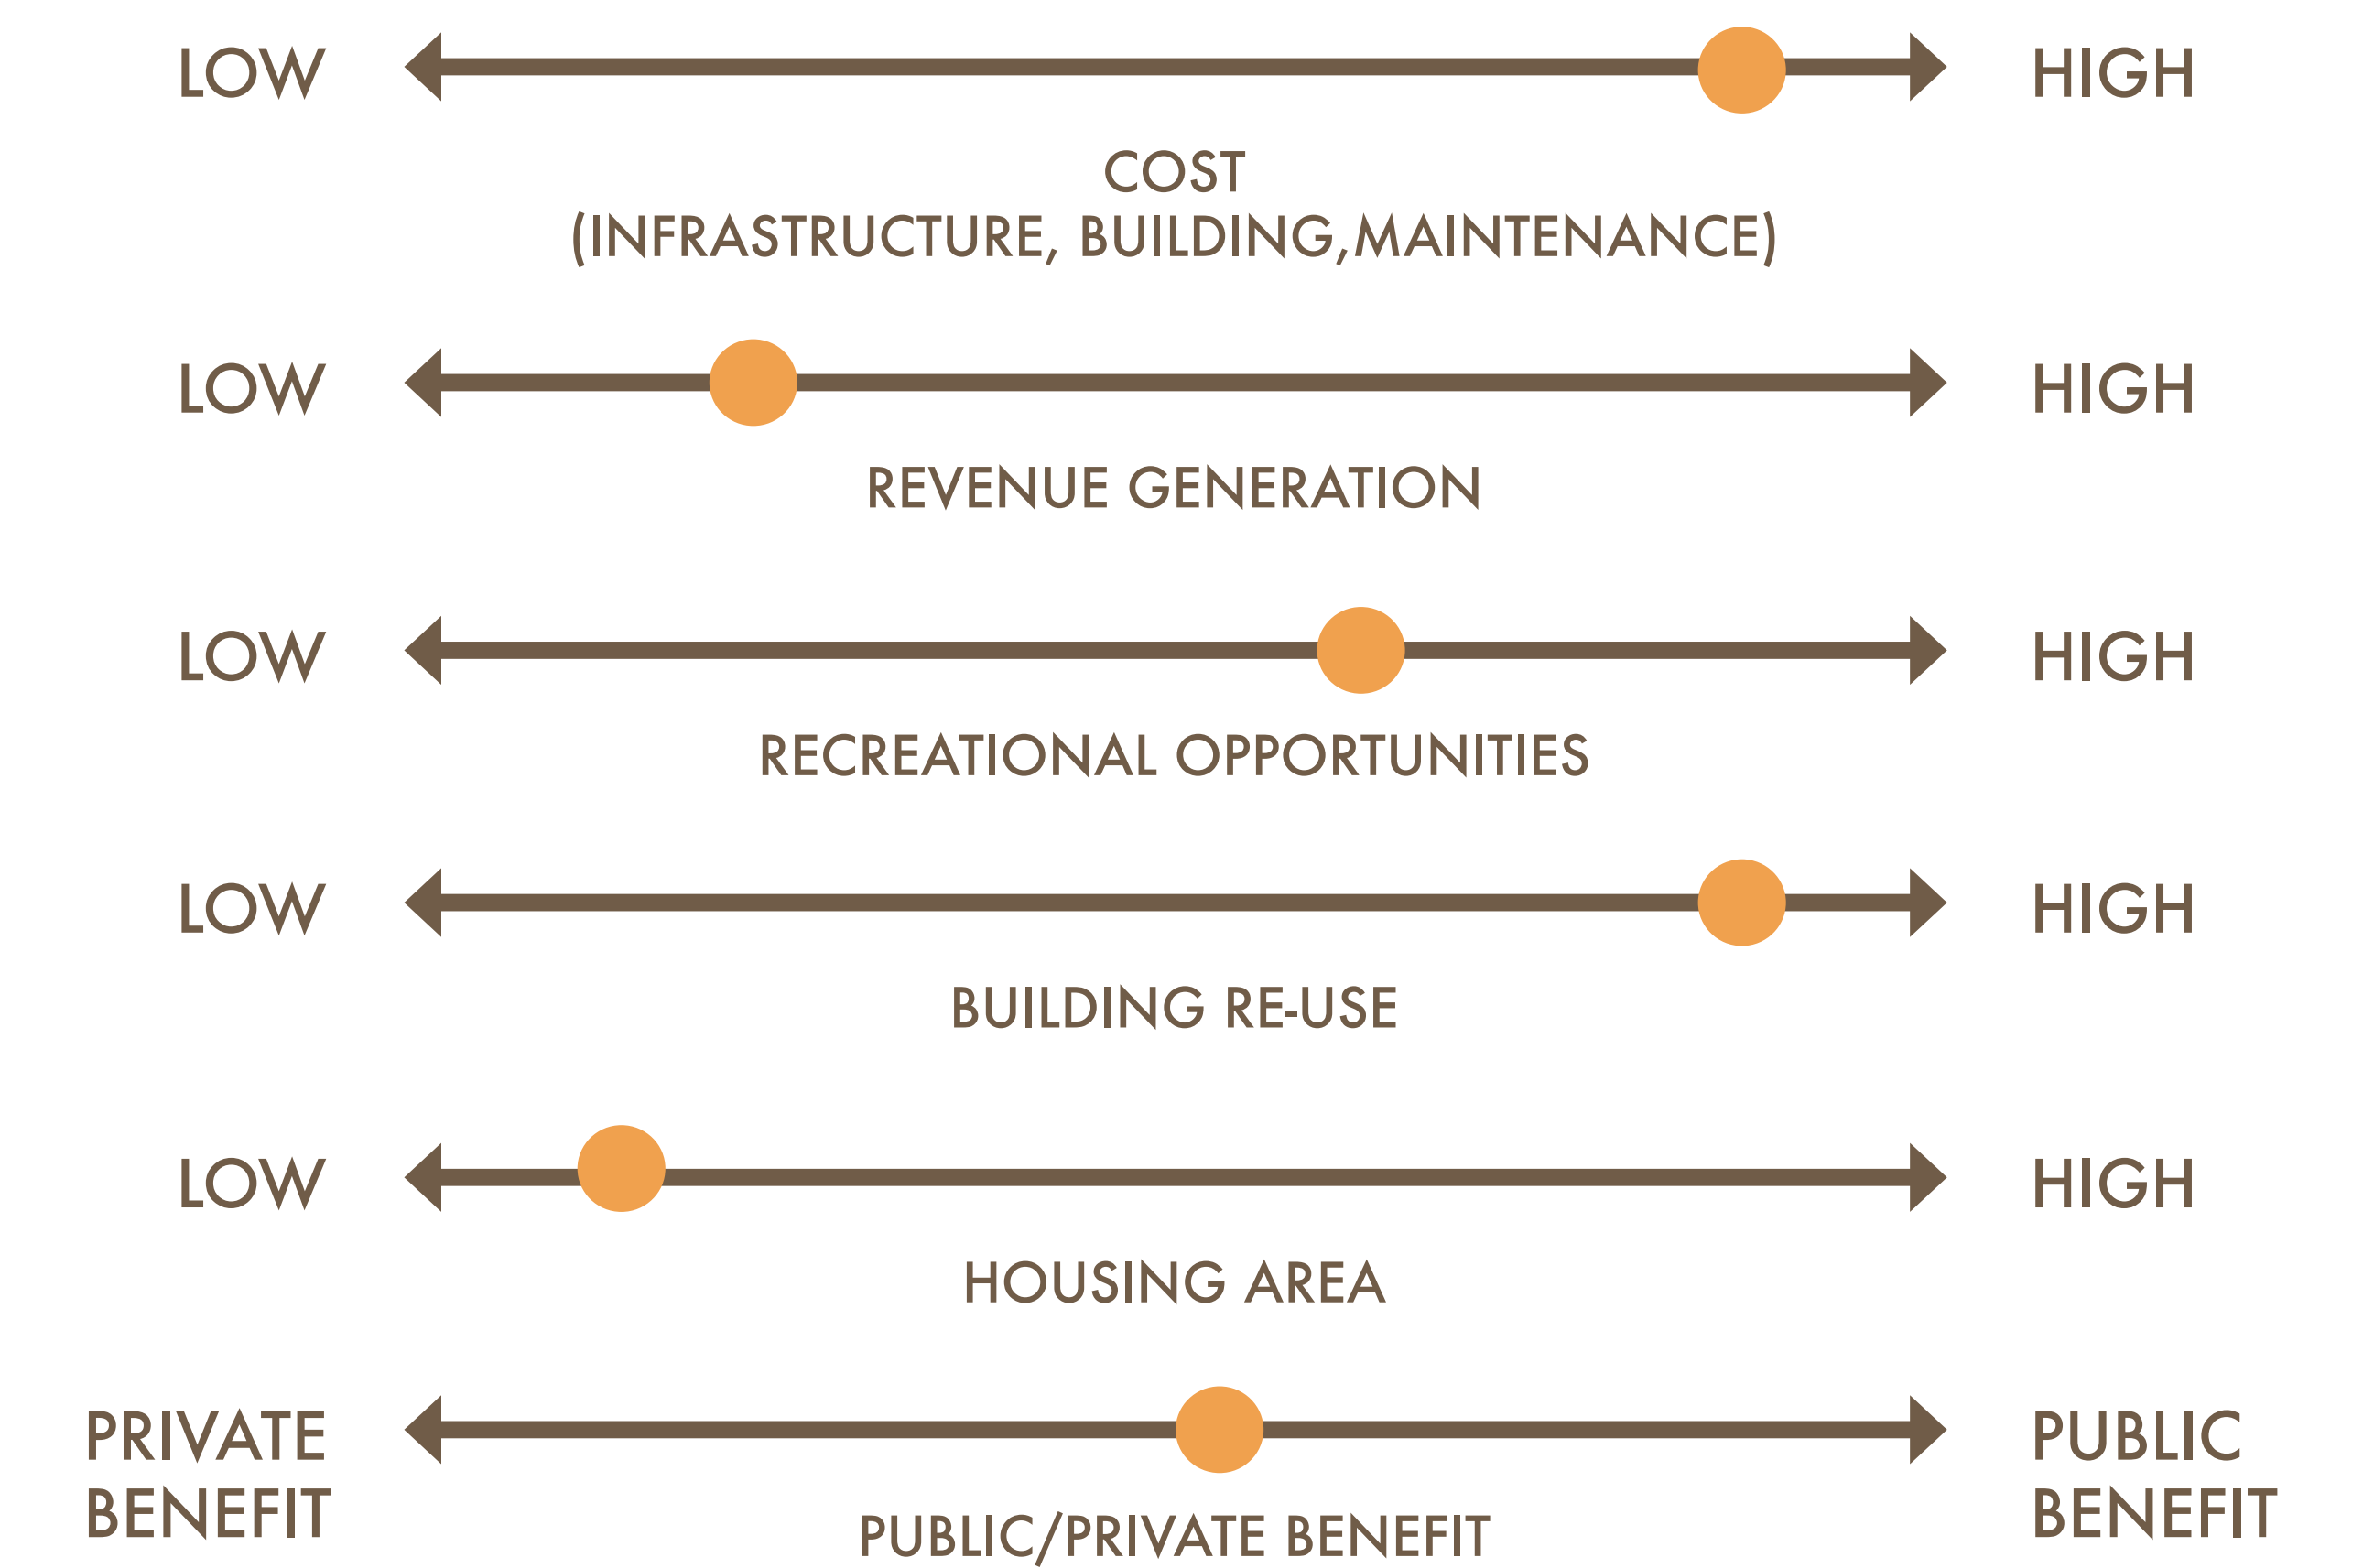 LOW HIGH
COST
(INFRASTRUCTURE, BUILDING,MAINTENANCE)
LOW HIGH
REVENUE GENERATION
LOW HIGH
RECREATIONAL OPPORTUNITIES
LOW HIGH
BUILDING RE-USE
LOW HIGH
HOUSING AREA
PRIVATE BENEFIT
PUBLIC BENEFIT
PUBLIC/PRIVATE BENEFIT